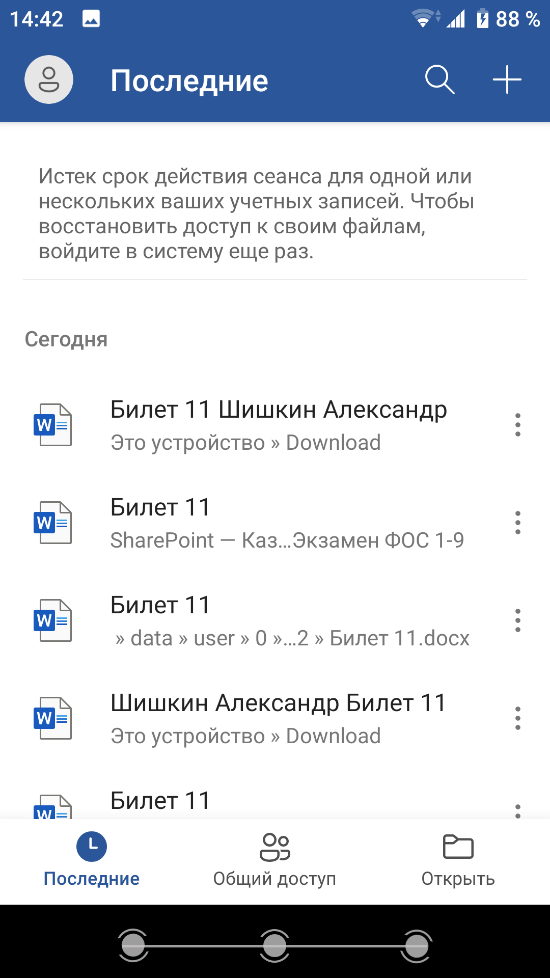 14:42
88 %
Последние
Истек срок действия сеанса для одной или
нескольких ваших учетных записей. Чтобы
восстановить доступ к своим файлам,
войдите в систему еще раз.
Сегодня
W
Билет 11 Шишкин Александр
Это устройство » Download
W
Билет 11
SharePoint — Каз...Экзамен ФОС 1-9
W
Билет 11
» data » user » 0 »...2 » Билет 11.docx
W
Шишкин Александр Билет 11
Это устройство » Download
W
Билет 11
Последние
Общий доступ
Открыть